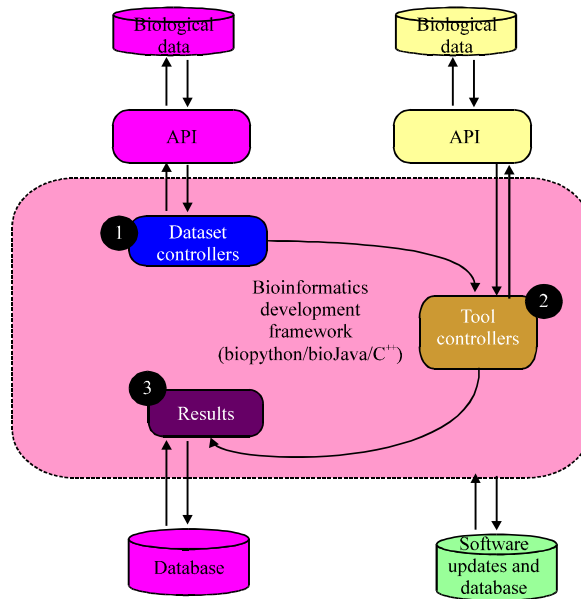 Biological
data
Biological
data
API
API
1
Dataset
controllers
Bioinformatics
development
framework
(biopython/bioJava/C++)
2
Tool
controllers
3
Results
Database
Software
updates and
database